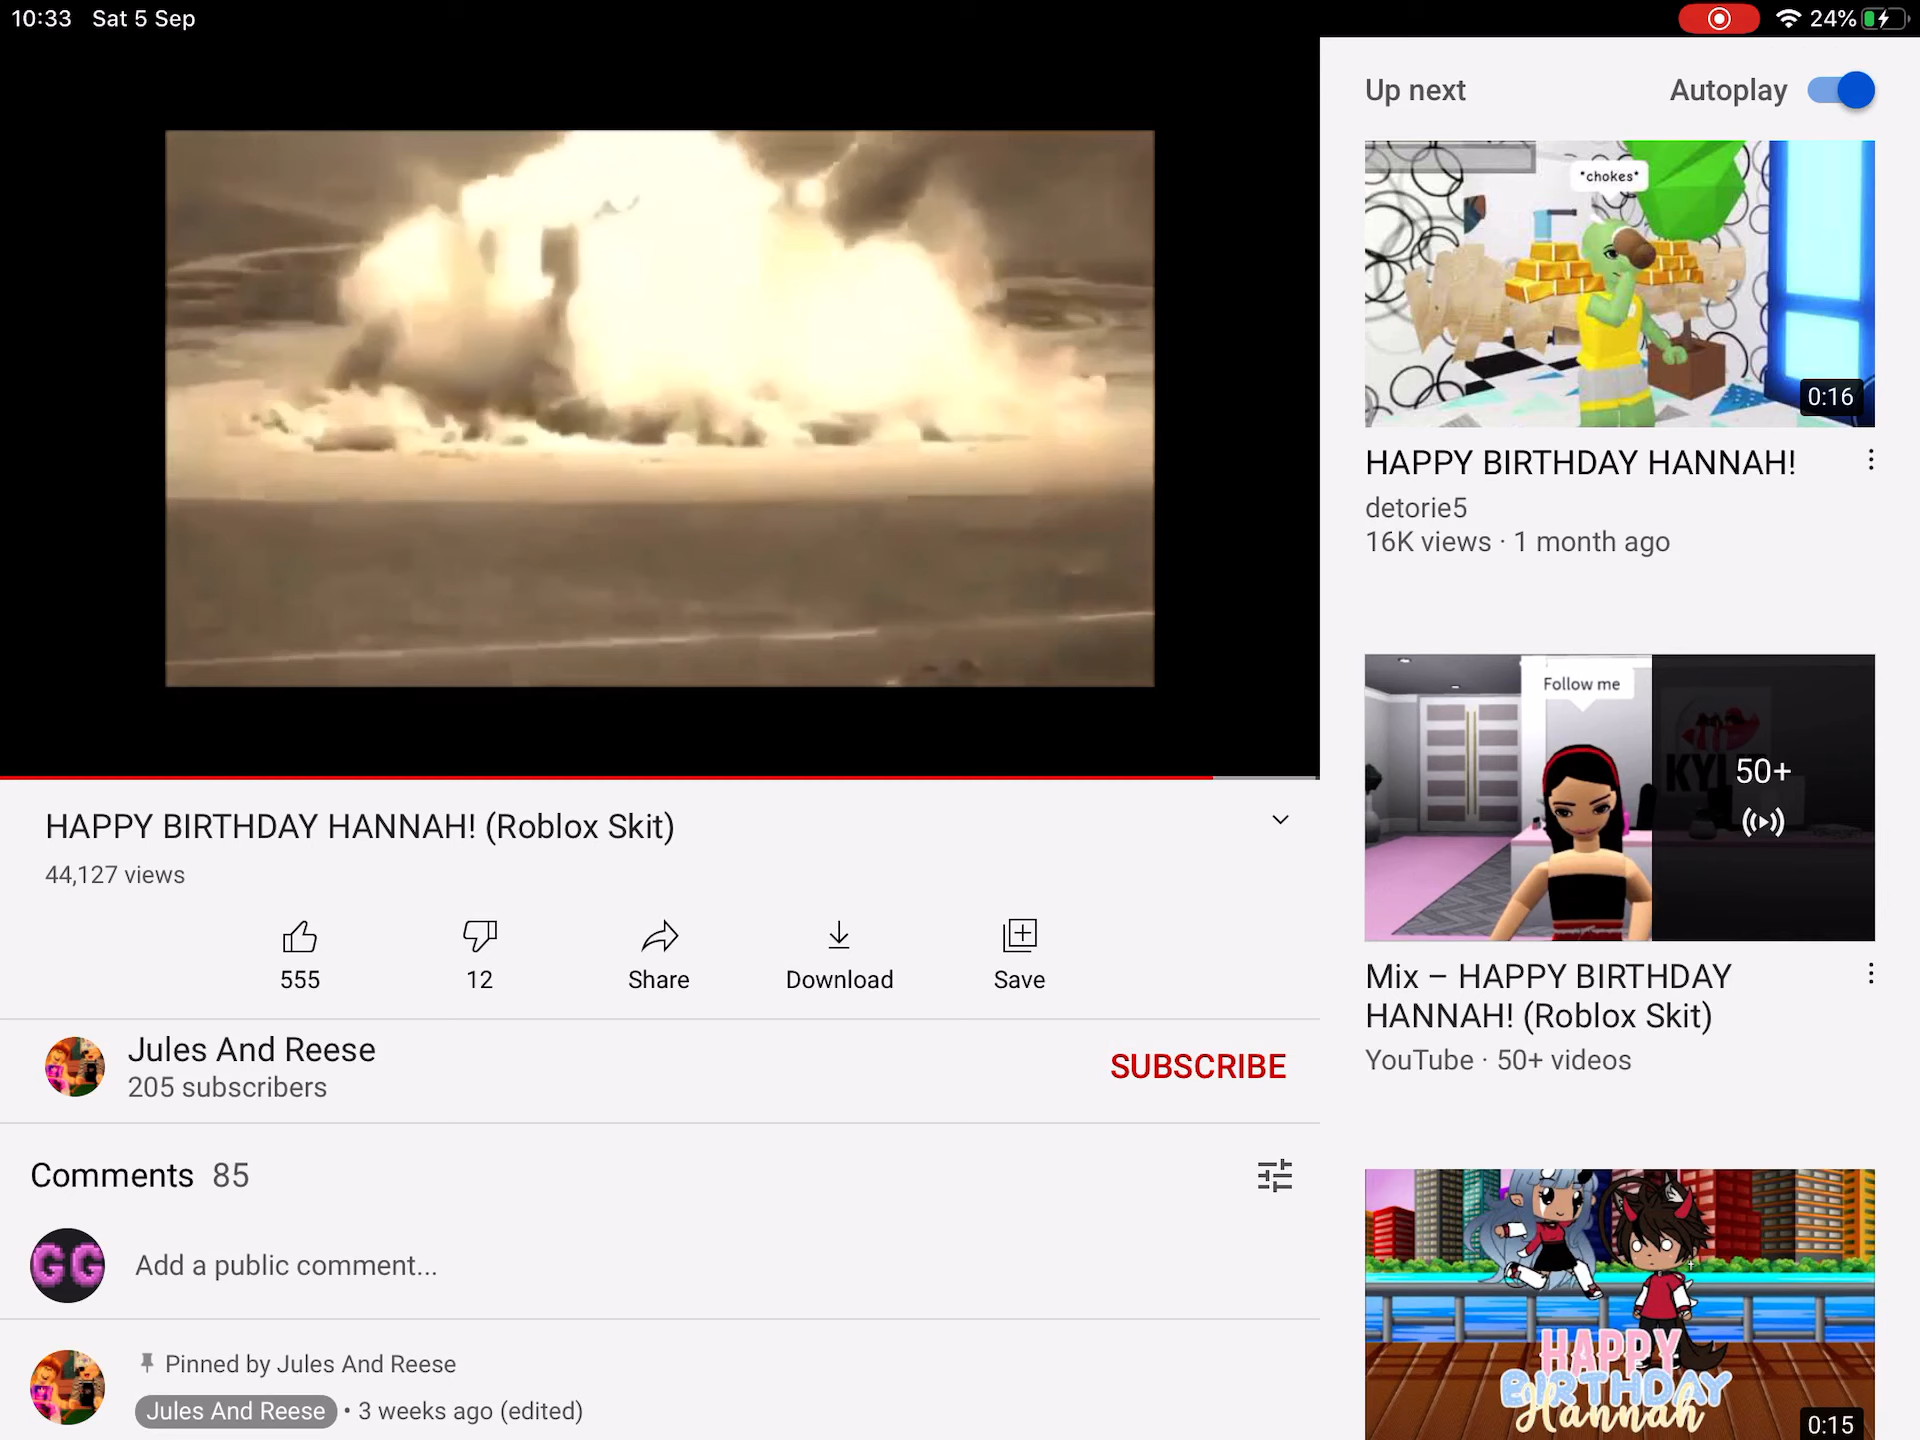 10:33 Sat 5 Sep
24%
Up next
Autoplay
*chokes*
0:16
HAPPY BIRTHDAY HANNAH!
detorie5
16K views · 1 month ago
Follow me
50+
Mix – HAPPY BIRTHDAY
HANNAH! (Roblox Skit)
YouTube · 50+ videos
HAPPY
BIRTHDAY
Hannah
0:15
HAPPY BIRTHDAY HANNAH! (Roblox Skit)
44,127 views
555
12
Share
Download
Save
Jules And Reese
205 subscribers
SUBSCRIBE
Comments 85
GG
Add a public comment...
Pinned by Jules And Reese
Jules And Reese • 3 weeks ago (edited)